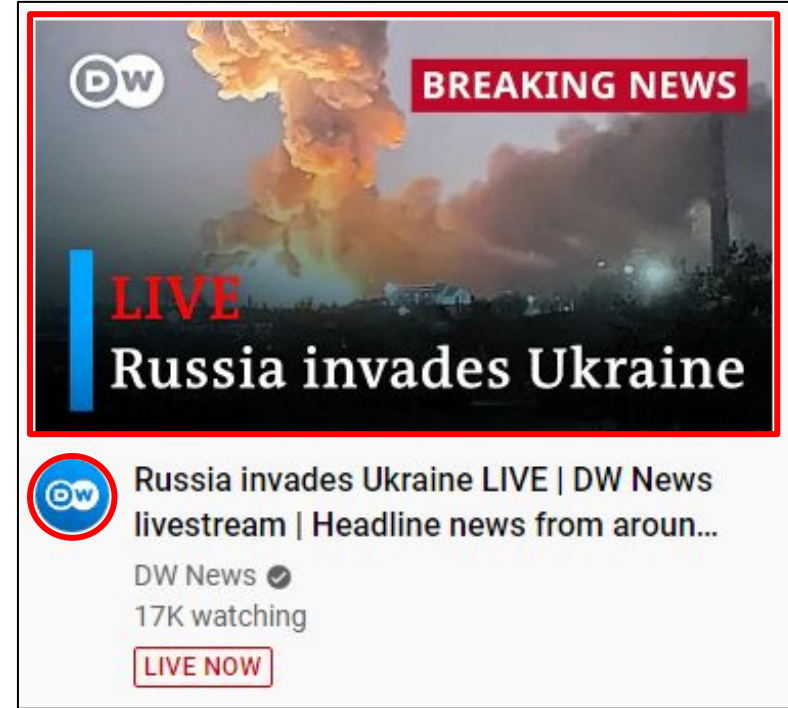 DW
BREAKING NEWS
LIVE
Russia invades Ukraine
DW
Russia invades Ukraine LIVE | DW News
livestream | Headline news from aroun...
DW News
17K watching
LIVE NOW